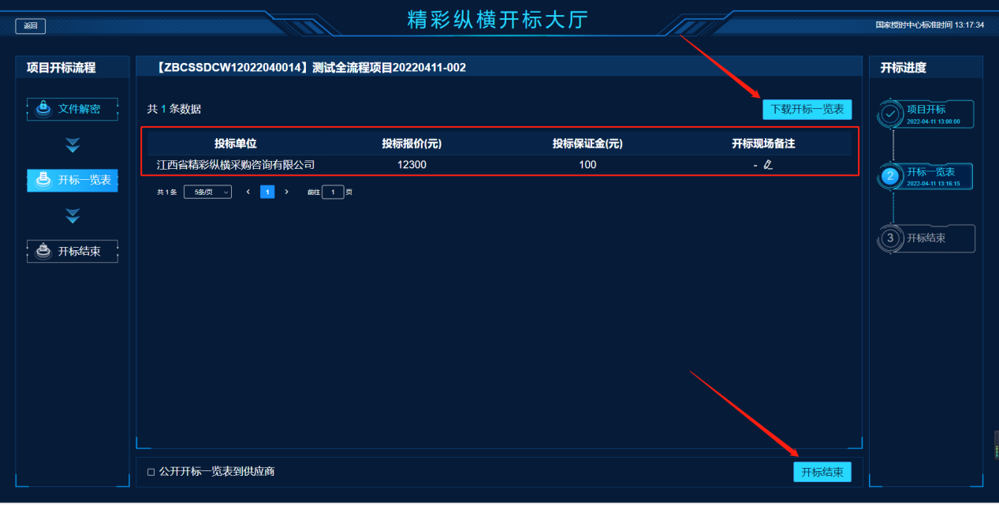 返回
精彩纵横开标大厅
国家授时中心标准时间 13:17:34
项目开标流程
文件解密
开标一览表
开标结束
【ZBCSSDCW12022040014】测试全流程项目20220411-002
共 1 条数据
下载开标一览表
投标单位 投标报价(元) 投标保证金(元) 开标现场备注
江西省精彩纵横采购咨询有限公司 12300 100 -
共 1 条 5条/页 1 前往 1 页
公开开标一览表到供应商
开标结束
开标进度
项目开标
2022-04-11 13:00:00
2 开标一览表
2022-04-11 13:16:15
3 开标结束